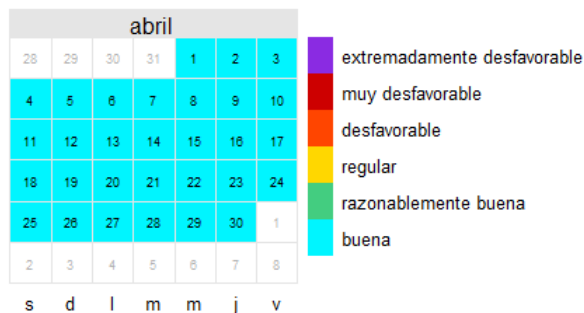 abril
28 29 30 31 1 2 3
4 5 6 7 8 9 10
11 12 13 14 15 16 17
18 19 20 21 22 23 24
25 26 27 28 29 30 1
2 3 4 5 6 7 8
s d l m m j v
extremadamente desfavorable
muy desfavorable
desfavorable
regular
razonablemente buena
buena